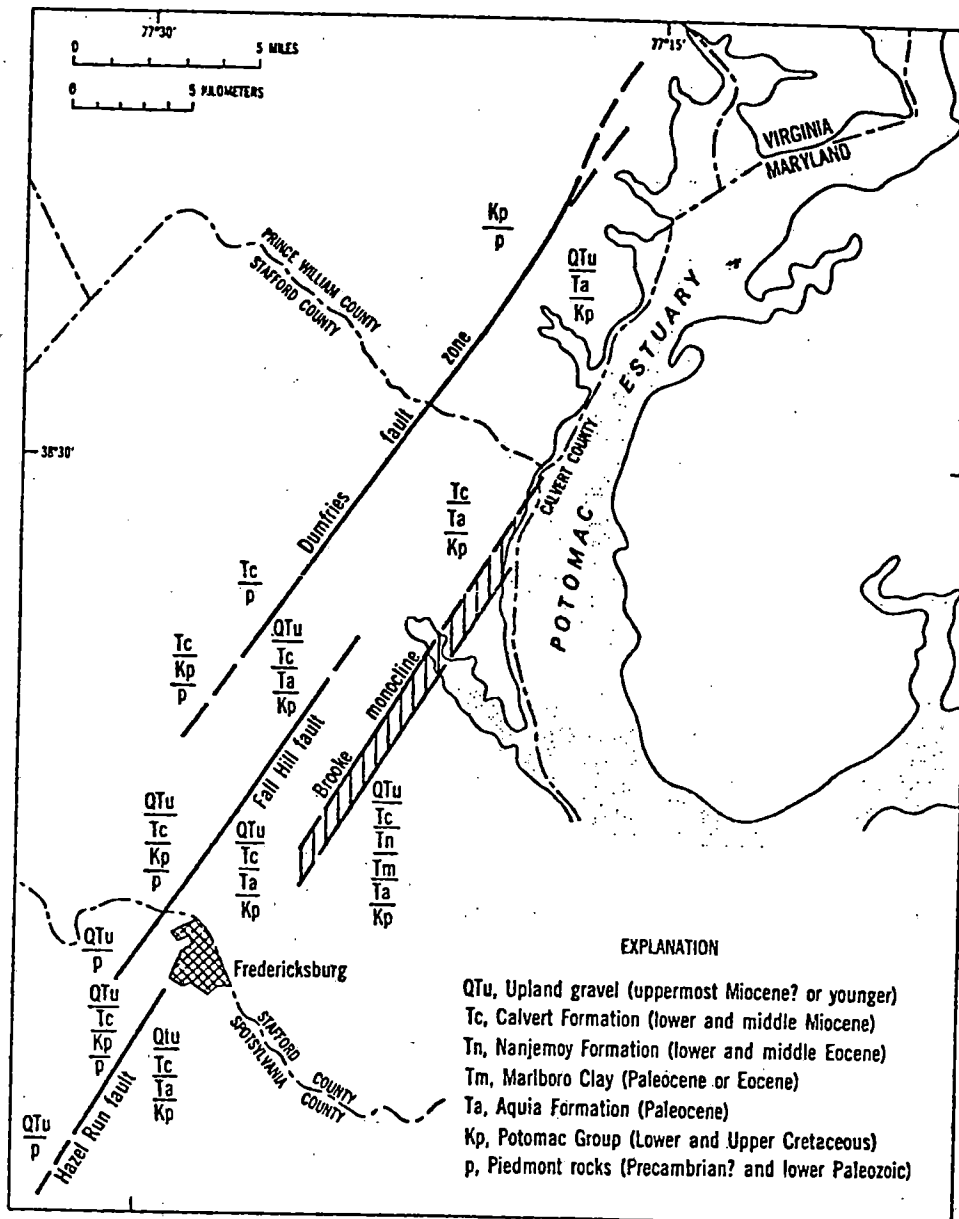 77°30'
77°15'
0 5 MILES
0 5 KILOMETERS
VIRGINIA
MARYLAND
Kp
p
PRINCE WILLIAM COUNTY
STAFFORD COUNTY
QTu
Ta
Kp
POTOMAC ESTUARY
Dumfries fault zone
38°30'
CALVERT COUNTY
Tc
Ta
Kp
Tc
p
Tc
Kp
p
QTu
Tc
Ta
Kp
Fall Hill fault
Brooke monocline
QTu
Tc
Kp
p
QTu
Tc
Ta
Kp
QTu
Tc
Tn
Tm
Ta
Kp
QTu
p
Fredericksburg
QTu
Tc
Kp
p
Qtu
Tc
Ta
Kp
STAFFORD COUNTY
SPOTSYLVANIA COUNTY
QTu
p
Hazel Run fault
EXPLANATION
QTu, Upland gravel (uppermost Miocene? or younger)
Tc, Calvert Formation (lower and middle Miocene)
Tn, Nanjemoy Formation (lower and middle Eocene)
Tm, Marlboro Clay (Paleocene or Eocene)
Ta, Aquia Formation (Paleocene)
Kp, Potomac Group (Lower and Upper Cretaceous)
p, Piedmont rocks (Precambrian? and lower Paleozoic)